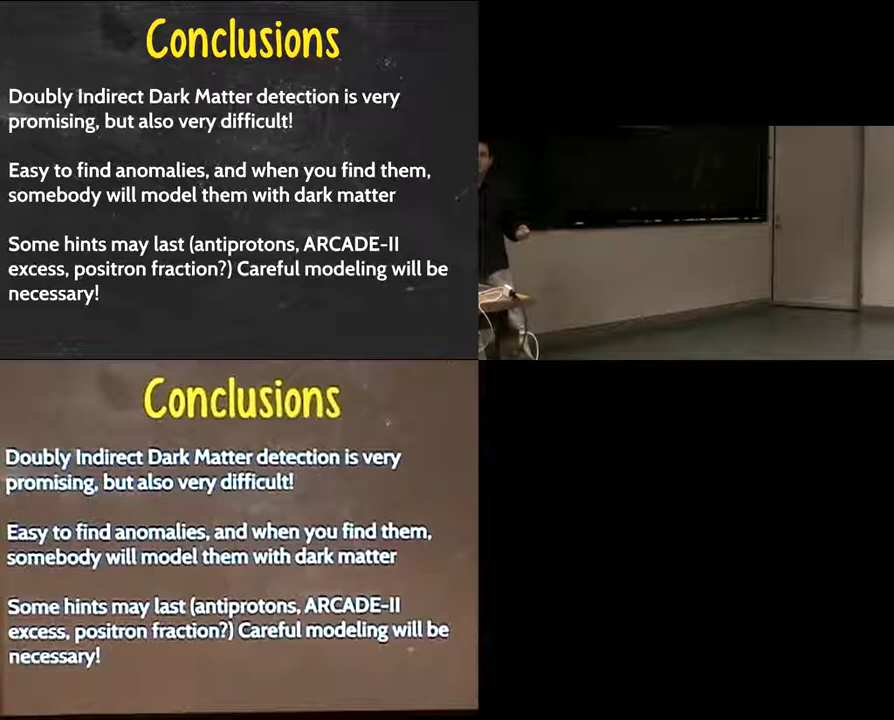 Conclusions
Doubly Indirect Dark Matter detection is very
promising, but also very difficult!
Easy to find anomalies, and when you find them,
somebody will model them with dark matter
Some hints may last (antiprotons, ARCADE-II
excess, positron fraction?) Careful modeling will be
necessary!
Conclusions
Doubly Indirect Dark Matter detection is very
promising, but also very difficult!
Easy to find anomalies, and when you find them,
somebody will model them with dark matter
Some hints may last (antiprotons, ARCADE-II
excess, positron fraction?) Careful modeling will be
necessary!